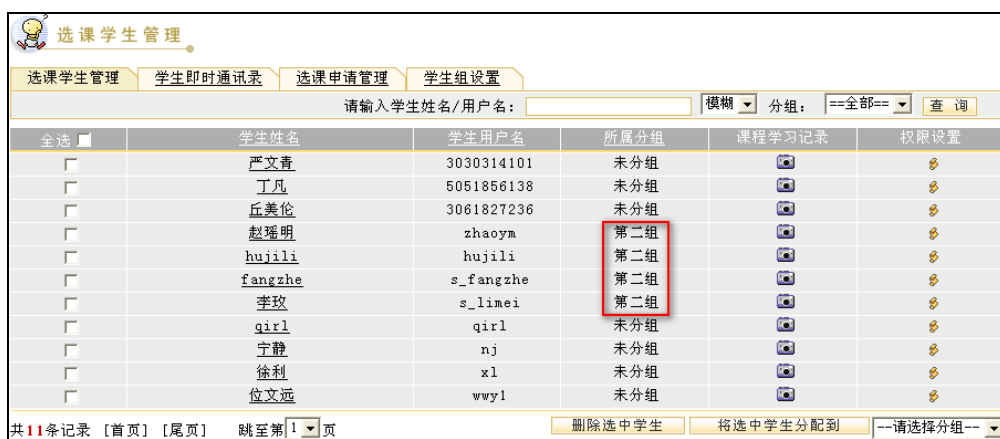 选课学生管理
选课学生管理 学生即时通讯录 选课申请管理 学生组设置
请输入学生姓名/用户名： 模糊 分组： ==全部== 查 询
全选 学生姓名 学生用户名 所属分组 课程学习记录 权限设置
严文青 3030314101 未分组
丁凡 5051856138 未分组
丘美伦 3061827236 未分组
赵瑶明 zhaoym 第二组
hujili hujili 第二组
fangzhe s_fangzhe 第二组
李玫 s_limei 第二组
girl girl 未分组
宁静 nj 未分组
徐利 xl 未分组
位文远 wwy1 未分组
共11条记录 [首页] [尾页] 跳至第 1 页 删除选中学生 将选中学生分配到 --请选择分组--